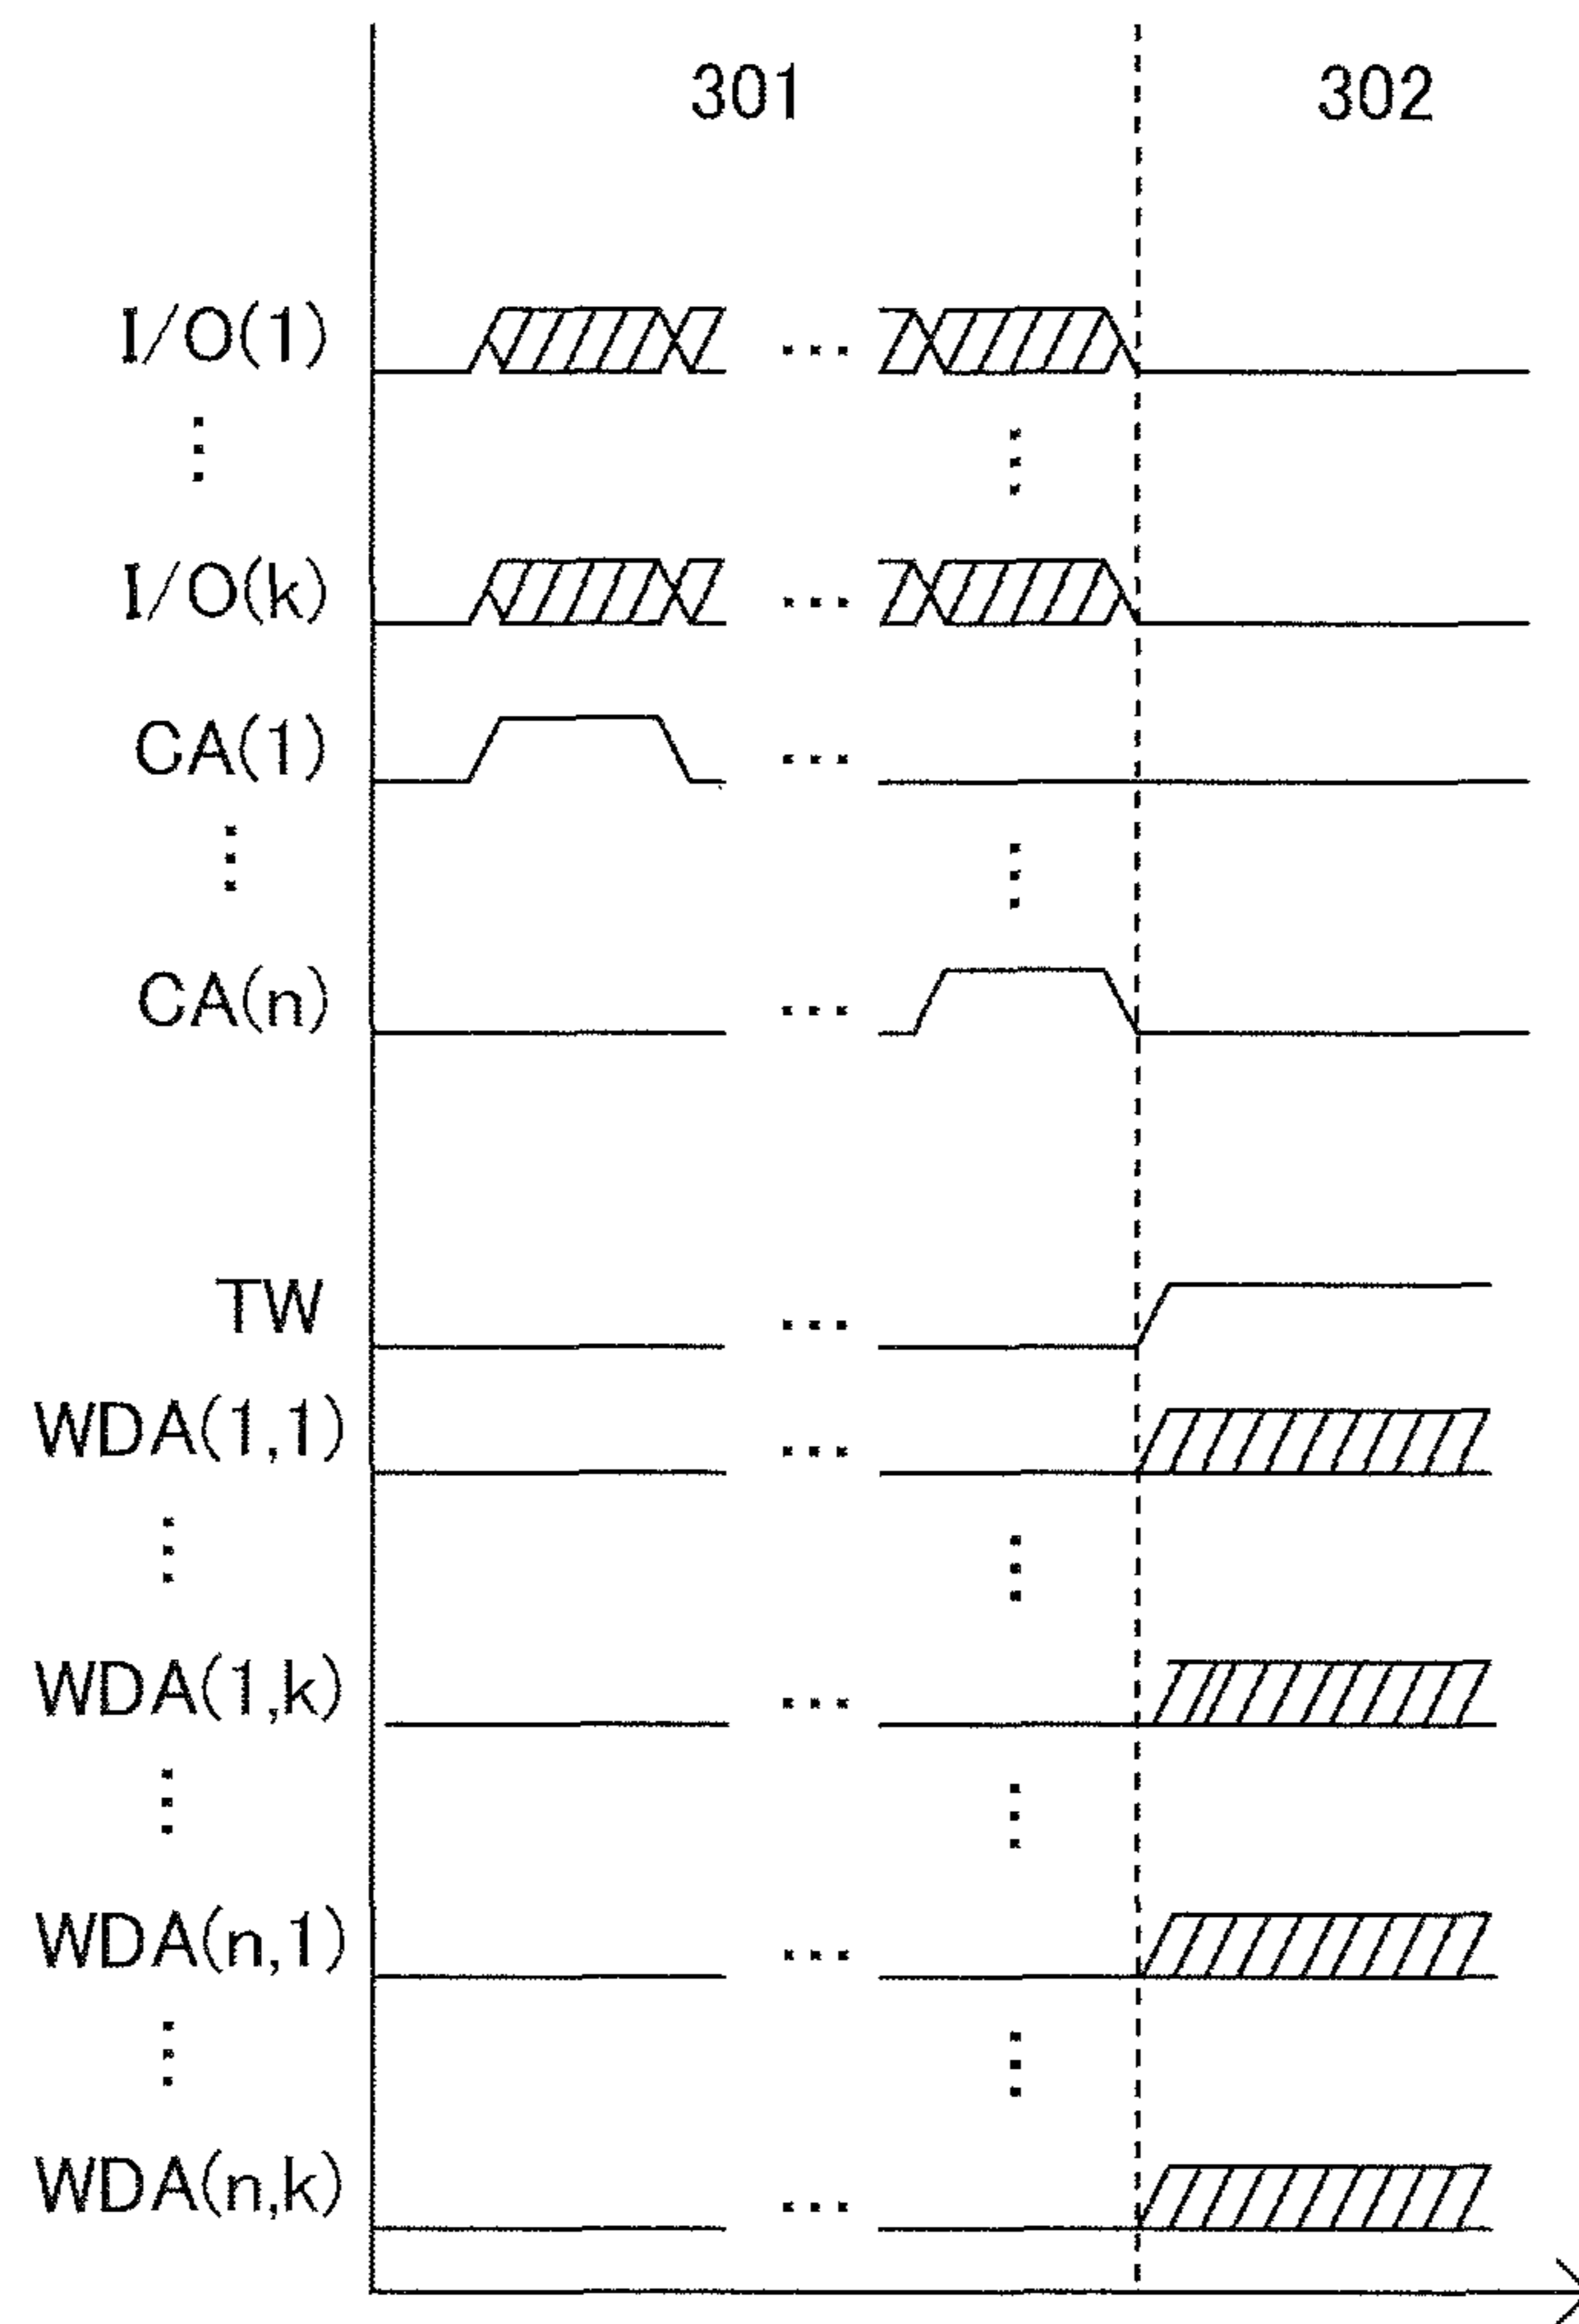 301 302
I/O(1)
I/O(k)
CA(1)
CA(n)
TW
WDA(1,1)
WDA(1,k)
WDA(n,1)
WDA(n,k)